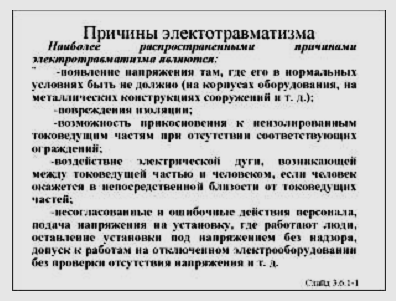 Причины электотравматизма
Наиболее распространенными причинами
электротравматизма являются:
-появление напряжения там, где его в нормальных
условиях быть не должно (на корпусах оборудования, на
металлических конструкциях сооружений и т. д.);
-повреждения изоляции;
-возможность прикосновения к неизолированным
токоведущим частям при отсутствии соответствующих
ограждений;
-воздействие электрической дуги, возникающей
между токоведущей частью и человеком, если человек
окажется в непосредственной близости от токоведущих
частей;
-несогласованные и ошибочные действия персонала,
подача напряжения на установку, где работают люди,
оставление установки под напряжением без надзора,
допуск к работам на отключенном электрооборудовании
без проверки отсутствия напряжения и т. д.
Слайд 3.6.1-1